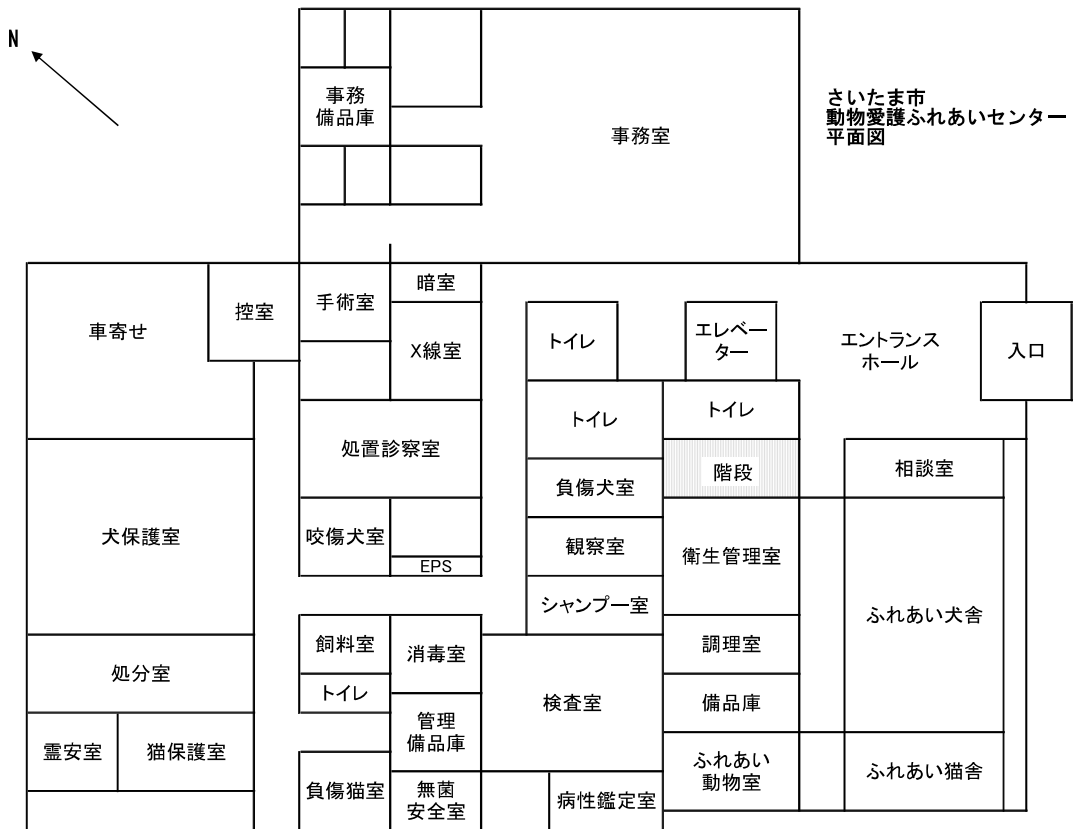 N
さいたま市
動物愛護ふれあいセンター
平面図
事務
備品庫
事務室
車寄せ
控室
手術室
暗室
X線室
トイレ
エレベー
ター
エントランス
ホール
入口
処置診察室
トイレ
トイレ
階段
相談室
犬保護室
咬傷犬室
EPS
負傷犬室
観察室
シャンプー室
衛生管理室
ふれあい犬舎
処分室
飼料室
トイレ
消毒室
検査室
調理室
備品庫
霊安室
猫保護室
管理
備品庫
負傷猫室
無菌
安全室
病性鑑定室
ふれあい
動物室
ふれあい猫舎